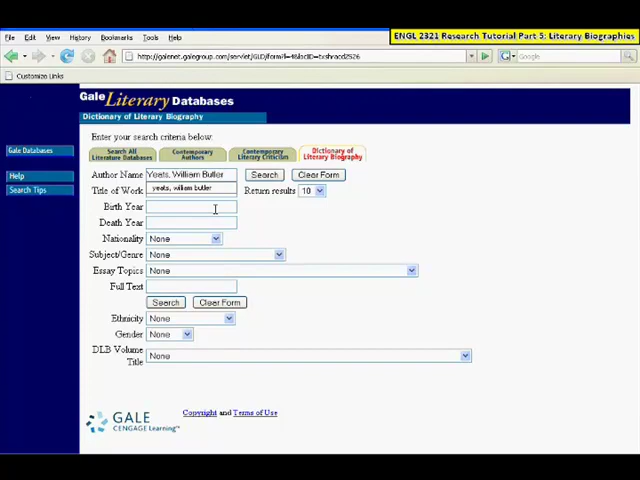 ENGL 2321 Research Tutorial Part 5: Literary Biographies
File Edit View History Bookmarks Tools Help
Google
Customize Links
Gale Literary Databases
Dictionary of Literary Biography
Enter your search criteria below:
Gale Databases
Search All Literature Databases
Contemporary Authors
Contemporary Literary Criticism
Dictionary of Literary Biography
Help
Search Tips
Author Name Yeats, William Butler Search Clear Form
Title of Work yeats, william butler Return results 10
Birth Year
Death Year
Nationality None
Subject/Genre None
Essay Topics None
Full Text
Search Clear Form
Ethnicity None
Gender None
DLB Volume Title None
GALE
CENGAGE Learning™
Copyright and Terms of Use